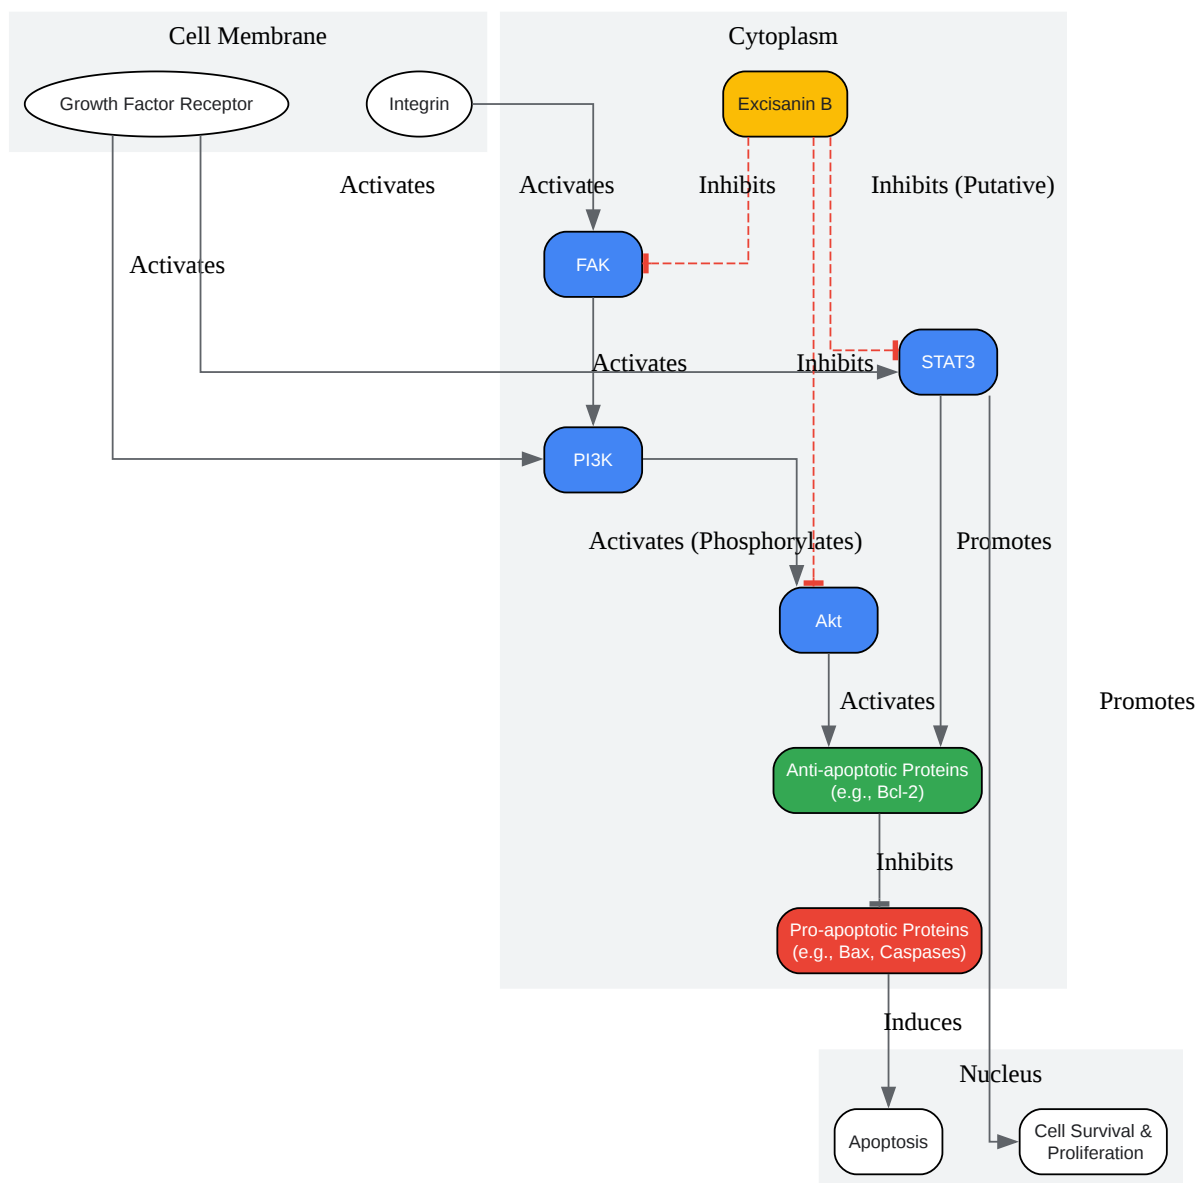 Cell Membrane
Cytoplasm
Growth Factor Receptor
Integrin
Excisanin B
Activates
Activates
Inhibits
Inhibits (Putative)
Activates
FAK
Activates
Inhibits
STAT3
PI3K
Activates (Phosphorylates)
Promotes
Akt
Activates
Promotes
Anti-apoptotic Proteins
(e.g., Bcl-2)
Inhibits
Pro-apoptotic Proteins
(e.g., Bax, Caspases)
Induces
Nucleus
Apoptosis
Cell Survival &
Proliferation